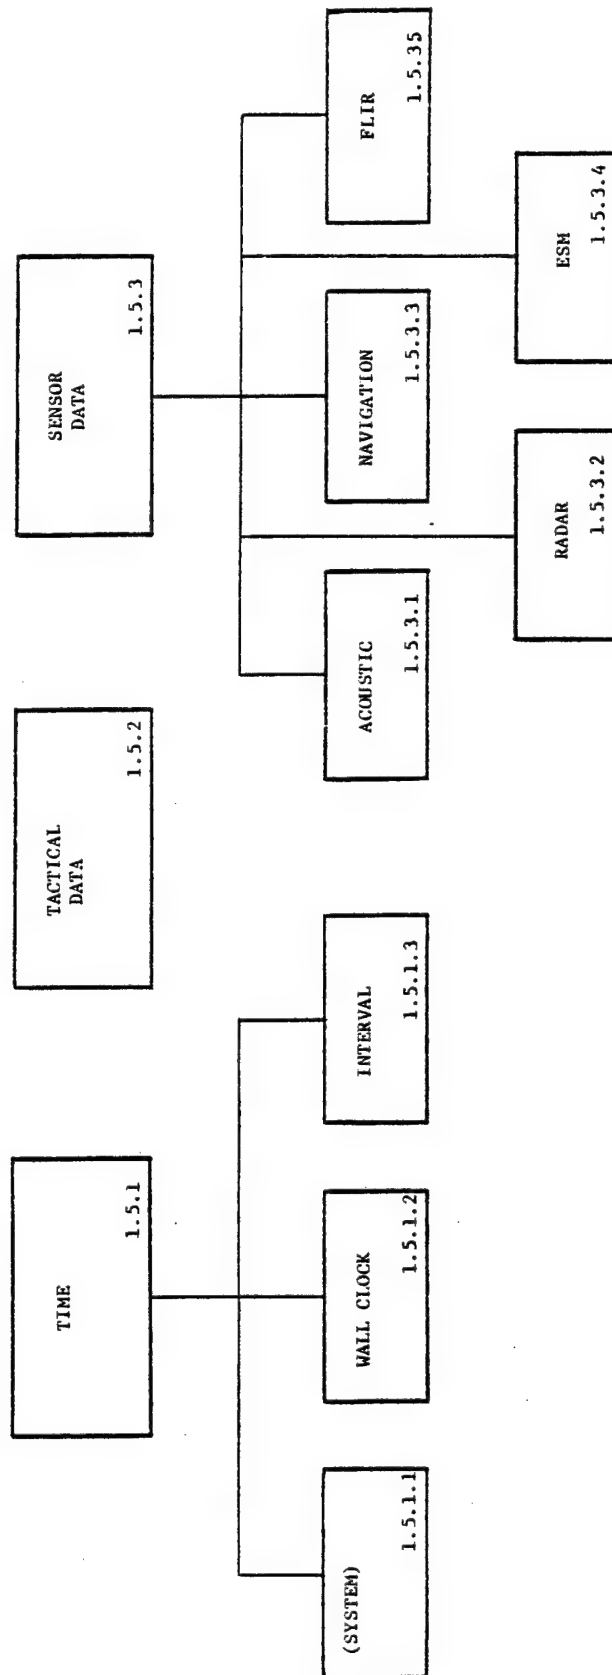 TIME
1.5.1
TACTICAL
DATA
1.5.2
SENSOR
DATA
1.5.3
(SYSTEM)
1.5.1.1
WALL CLOCK
1.5.1.2
INTERVAL
1.5.1.3
ACOUSTIC
1.5.3.1
NAVIGATION
1.5.3.3
FLIR
1.5.35
RADAR
1.5.3.2
ESM
1.5.3.4